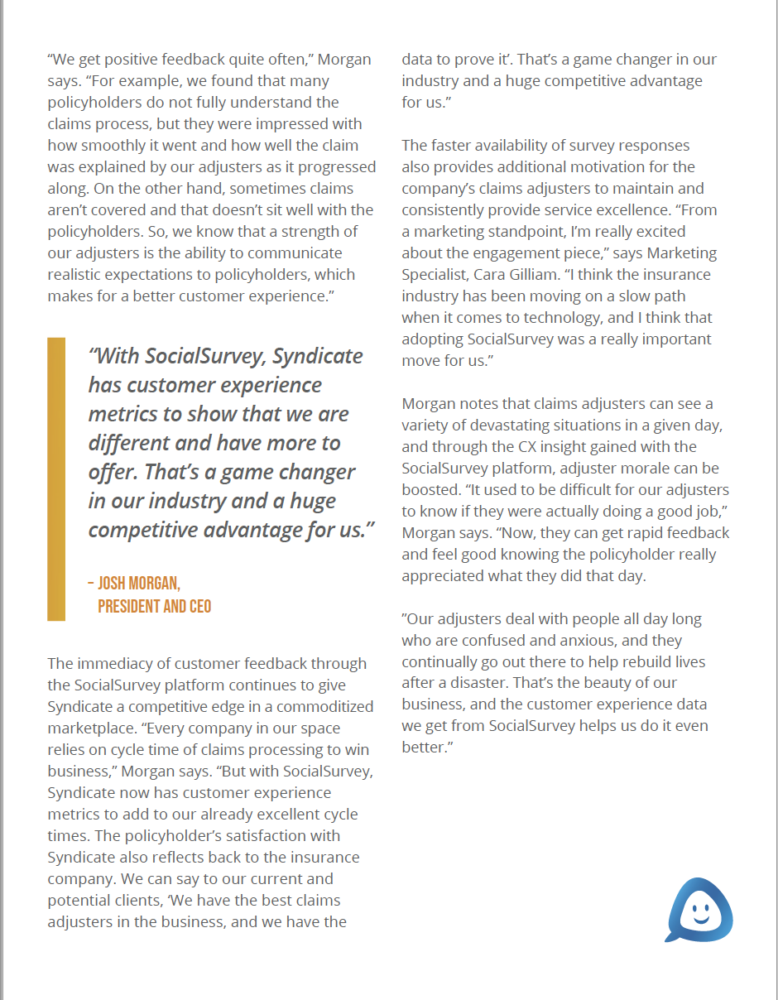 “We get positive feedback quite often,” Morgan
says. “For example, we found that many
policyholders do not fully understand the
claims process, but they were impressed with
how smoothly it went and how well the claim
was explained by our adjusters as it progressed
along. On the other hand, sometimes claims
aren’t covered and that doesn’t sit well with the
policyholders. So, we know that a strength of
our adjusters is the ability to communicate
realistic expectations to policyholders, which
makes for a better customer experience.”
“With SocialSurvey, Syndicate
has customer experience
metrics to show that we are
different and have more to
offer. That’s a game changer
in our industry and a huge
competitive advantage for us.”
– JOSH MORGAN,
PRESIDENT AND CEO
The immediacy of customer feedback through
the SocialSurvey platform continues to give
Syndicate a competitive edge in a commoditized
marketplace. “Every company in our space
relies on cycle time of claims processing to win
business,” Morgan says. “But with SocialSurvey,
Syndicate now has customer experience
metrics to add to our already excellent cycle
times. The policyholder’s satisfaction with
Syndicate also reflects back to the insurance
company. We can say to our current and
potential clients, ‘We have the best claims
adjusters in the business, and we have the
data to prove it’. That’s a game changer in our
industry and a huge competitive advantage
for us.”
The faster availability of survey responses
also provides additional motivation for the
company’s claims adjusters to maintain and
consistently provide service excellence. “From
a marketing standpoint, I’m really excited
about the engagement piece,” says Marketing
Specialist, Cara Gilliam. “I think the insurance
industry has been moving on a slow path
when it comes to technology, and I think that
adopting SocialSurvey was a really important
move for us.”
Morgan notes that claims adjusters can see a
variety of devastating situations in a given day,
and through the CX insight gained with the
SocialSurvey platform, adjuster morale can be
boosted. “It used to be difficult for our adjusters
to know if they were actually doing a good job,”
Morgan says. “Now, they can get rapid feedback
and feel good knowing the policyholder really
appreciated what they did that day.
”Our adjusters deal with people all day long
who are confused and anxious, and they
continually go out there to help rebuild lives
after a disaster. That’s the beauty of our
business, and the customer experience data
we get from SocialSurvey helps us do it even
better.”